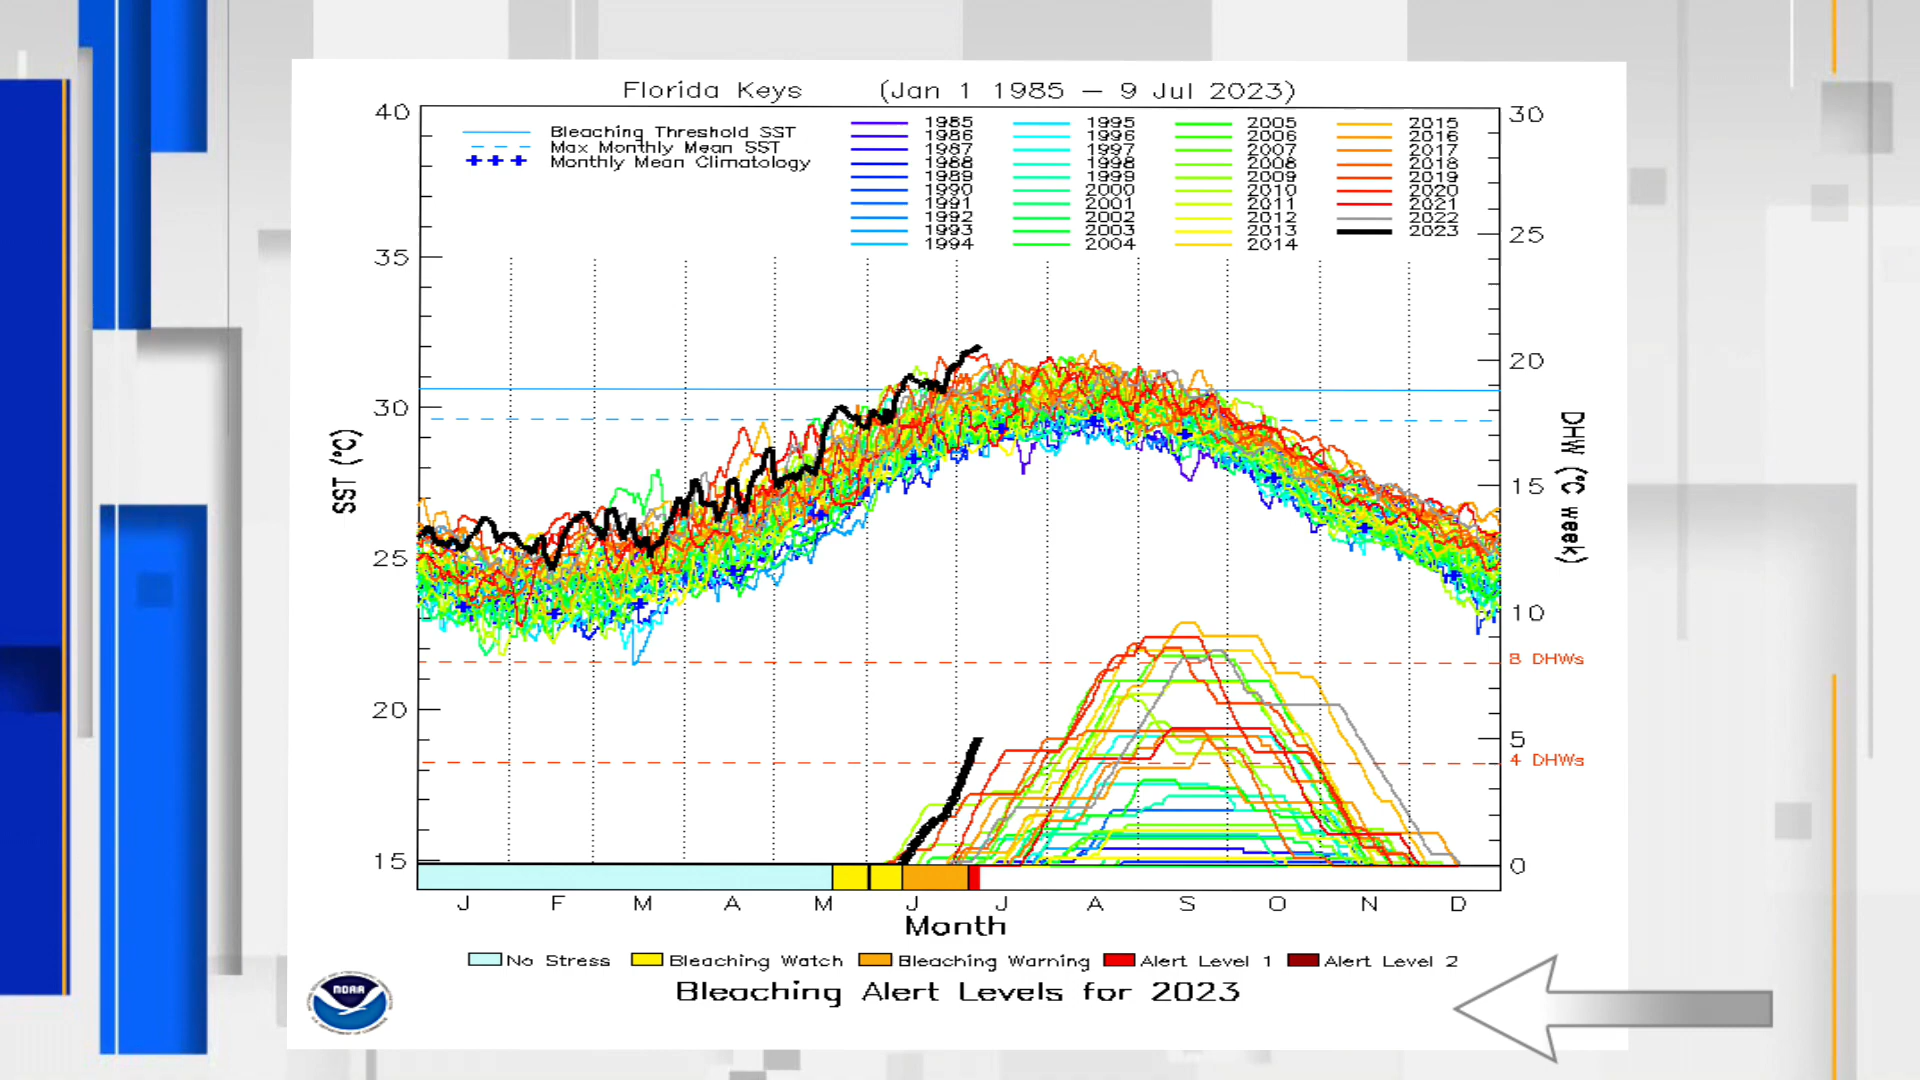 Florida Keys (Jan 1 1985 – 9 Jul 2023)
Bleaching Threshold SST
Max Monthly Mean SST
Monthly Mean Climatology
1985 1995 2005 2015
1986 1996 2006 2016
1987 1997 2007 2017
1988 1998 2008 2018
1989 1999 2009 2019
1990 2000 2010 2020
1991 2001 2011 2021
1992 2002 2012 2022
1993 2003 2013 2023
1994 2004 2014
40
35
30
25
20
15
SST (°C)
30
25
20
15
10
8 DHWs
5
4 DHWs
0
DHW (°C week)
J F M A M J J A S O N D
Month
No Stress Bleaching Watch Bleaching Warning Alert Level 1 Alert Level 2
Bleaching Alert Levels for 2023
NOAA